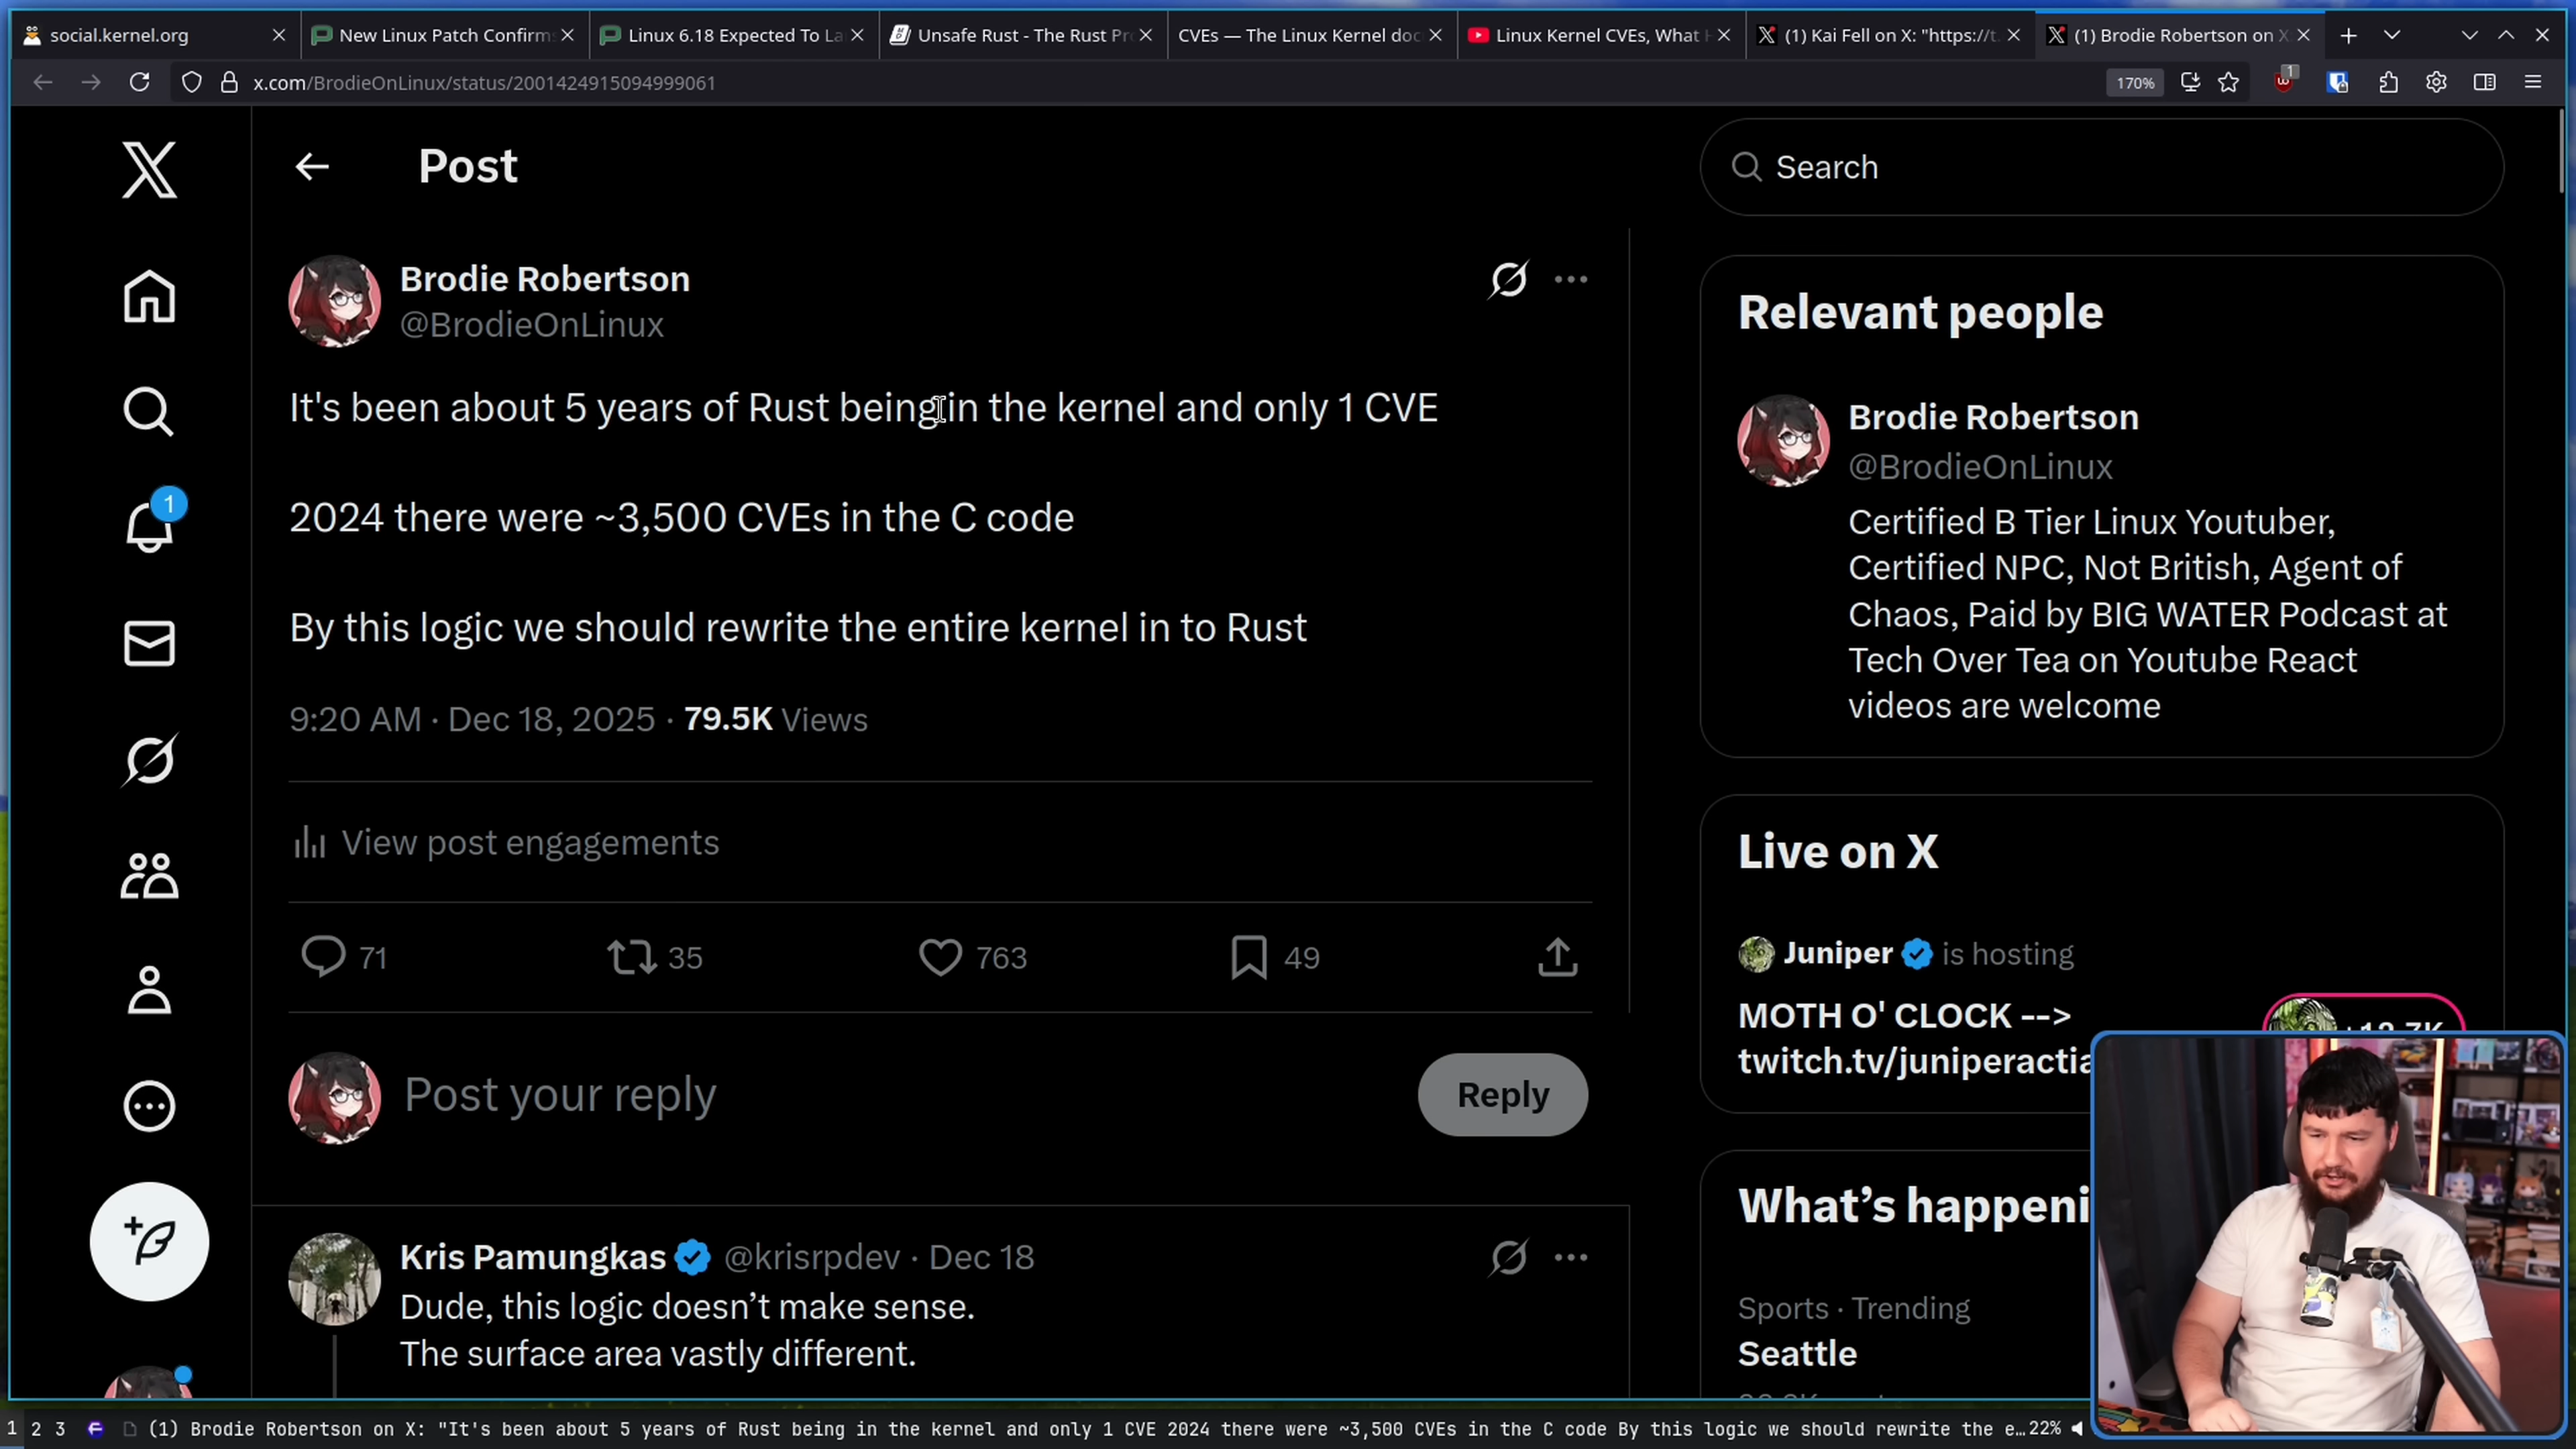 social.kernel.org
New Linux Patch Confirms
Linux 6.18 Expected To La
Unsafe Rust - The Rust Pr
CVEs — The Linux Kernel doc
Linux Kernel CVEs, What H
(1) Kai Fell on X: "https://t.
(1) Brodie Robertson on X
x.com/BrodieOnLinux/status/2001424915094999061
170%
1
Post
Search
Brodie Robertson
@BrodieOnLinux
It's been about 5 years of Rust being in the kernel and only 1 CVE
2024 there were ~3,500 CVEs in the C code
By this logic we should rewrite the entire kernel in to Rust
9:20 AM · Dec 18, 2025 · 79.5K Views
1
View post engagements
71
35
763
49
Post your reply
Reply
Kris Pamungkas @krisrpdev · Dec 18
Dude, this logic doesn't make sense.
The surface area vastly different.
Relevant people
Brodie Robertson
@BrodieOnLinux
Certified B Tier Linux Youtuber,
Certified NPC, Not British, Agent of
Chaos, Paid by BIG WATER Podcast at
Tech Over Tea on Youtube React
videos are welcome
Live on X
Juniper is hosting
MOTH O' CLOCK -->
twitch.tv/juniperactia
What's happeni
Sports · Trending
Seattle
1 2 3
(1) Brodie Robertson on X: "It's been about 5 years of Rust being in the kernel and only 1 CVE 2024 there were ~3,500 CVEs in the C code By this logic we should rewrite the e… 22%